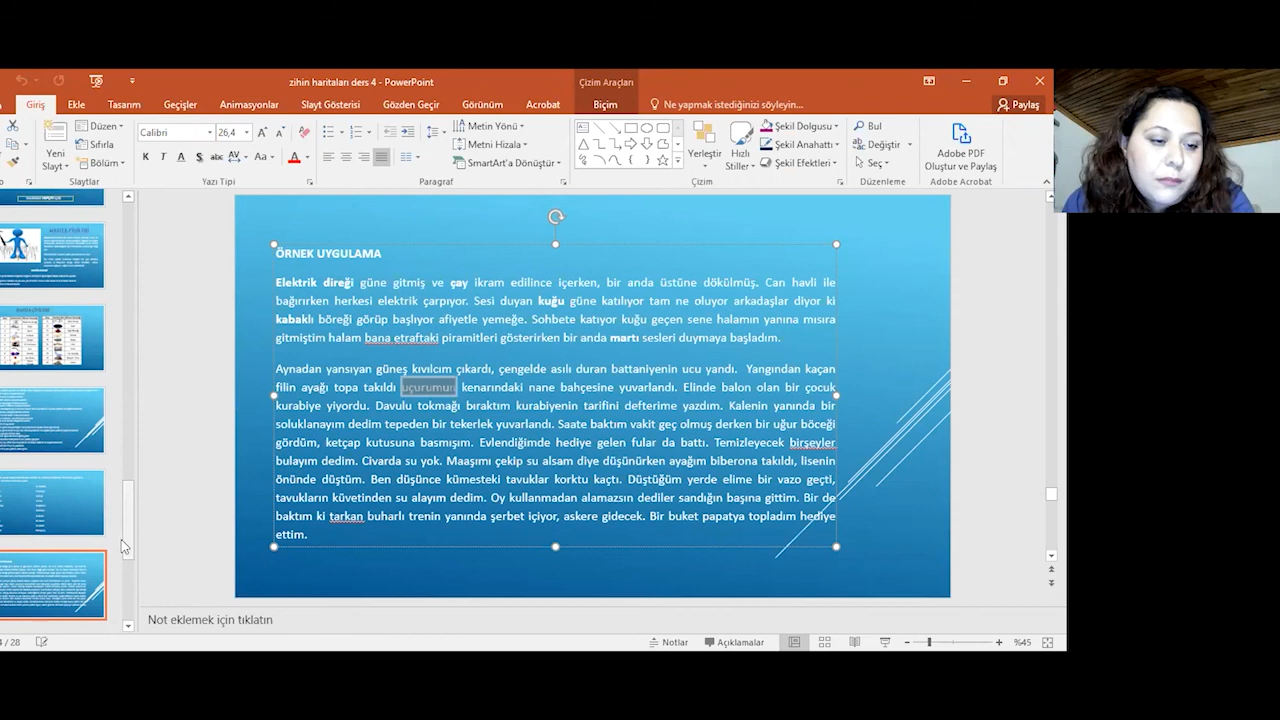 zihin haritaları ders 4 - PowerPoint
Çizim Araçları
Giriş Ekle Tasarım Geçişler Animasyonlar Slayt Gösterisi Gözden Geçir Görünüm Acrobat Biçim Ne yapmak istediğinizi söyleyin... Paylaş
Yeni Slayt
Düzen
Sıfırla
Bölüm
Slaytlar
Calibri 26,4
K T A S abc AV Aa A
Yazı Tipi
Metin Yönü
Metni Hizala
SmartArt'a Dönüştür
Paragraf
Yerleştir
Hızlı Stiller
Şekil Dolgusu
Şekil Anahattı
Şekil Efektleri
Çizim
Bul
Değiştir
Seç
Düzenleme
Adobe PDF
Oluştur ve Paylaş
Adobe Acrobat
ÖRNEK UYGULAMA
Elektrik direği güne gitmiş ve çay ikram edilince içerken, bir anda üstüne dökülmüş. Can havli ile
bağırırken herkesi elektrik çarpıyor. Sesi duyan kuğu güne katılıyor tam ne oluyor arkadaşlar diyor ki
kabaklı böreği görüp başlıyor afiyetle yemeğe. Sohbete katıyor kuğu geçen sene halamın yanına mısıra
gitmiştim halam bana etraftaki piramitleri gösterirken bir anda martı sesleri duymaya başladım.
Aynadan yansıyan güneş kıvılcım çıkardı, çengelde asılı duran battaniyenin ucu yandı. Yangından kaçan
filin ayağı topa takıldı uçurumun kenarındaki nane bahçesine yuvarlandı. Elinde balon olan bir çocuk
kurabiye yiyordu. Davulu tokmağı bıraktım kurabiyenin tarifini defterime yazdım. Kalenin yanında bir
soluklanayım dedim tepeden bir tekerlek yuvarlandı. Saate baktım vakit geç olmuş derken bir uğur böceği
gördüm, ketçap kutusuna basmışım. Evlendiğimde hediye gelen fular da battı. Temizleyecek birşeyler
bulayım dedim. Civarda su yok. Maaşımı çekip su alsam diye düşünürken ayağım biberona takıldı, lisenin
önünde düştüm. Ben düşünce kümesteki tavuklar korktu kaçtı. Düştüğüm yerde elime bir vazo geçti,
tavukların küvetinden su alayım dedim. Oy kullanmadan alamazsın dediler sandığın başına gittim. Bir de
baktım ki tarkan buharlı trenin yanında şerbet içiyor, askere gidecek. Bir buket papatya topladım hediye
ettim.
Not eklemek için tıklatın
/ 28
Notlar Açıklamalar %45